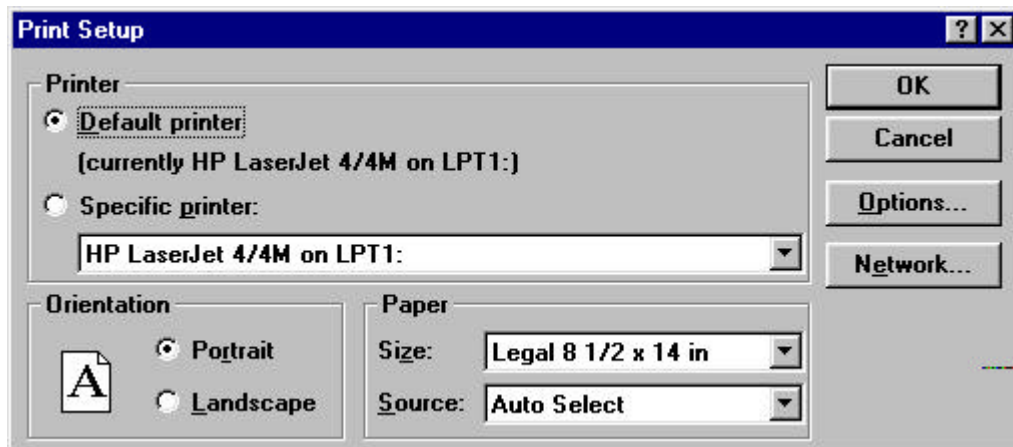 Print Setup
Printer
Default printer
(currently HP LaserJet 4/4M on LPT1:)
Specific printer:
HP LaserJet 4/4M on LPT1:
OK
Cancel
Options...
Network...
Orientation
A
Portrait
Landscape
Paper
Size: Legal 8 1/2 x 14 in
Source: Auto Select